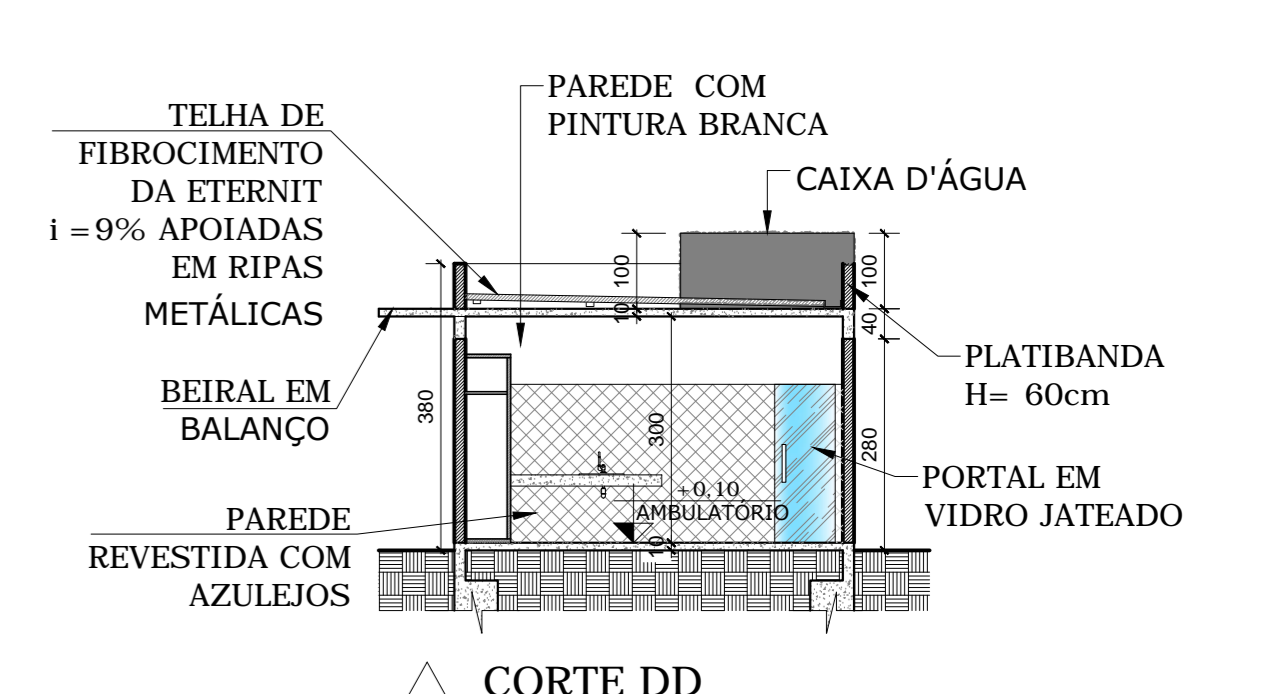 PAREDE COM
PINTURA BRANCA
TELHA DE
FIBROCIMENTO
DA ETERNIT
i =9% APOIADAS
EM RIPAS
METÁLICAS
CAIXA D'ÁGUA
100
100
10
40
PLATIBANDA
H= 60cm
BEIRAL EM
BALANÇO
380
300
280
PORTAL EM
VIDRO JATEADO
+0,10
AMBULATÓRIO
PAREDE
REVESTIDA COM
AZULEJOS
10
CORTE DD